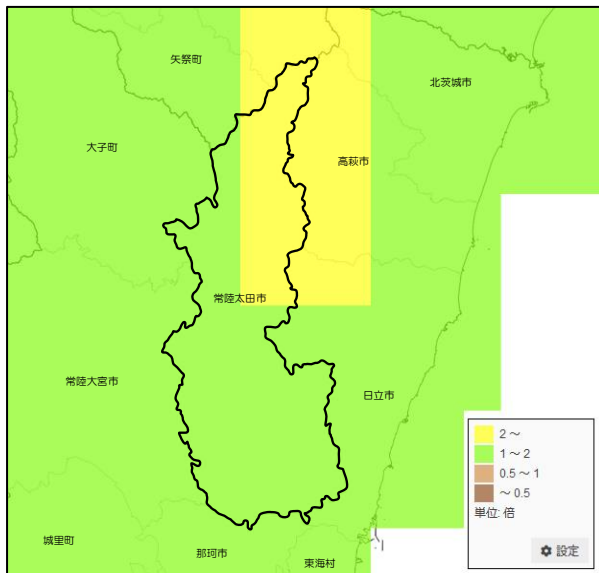 矢祭町
北茨城市
大子町
高萩市
常陸太田市
常陸大宮市
日立市
城里町
那珂市
東海村
2～
1～2
0.5～1
～0.5
単位: 倍
設定